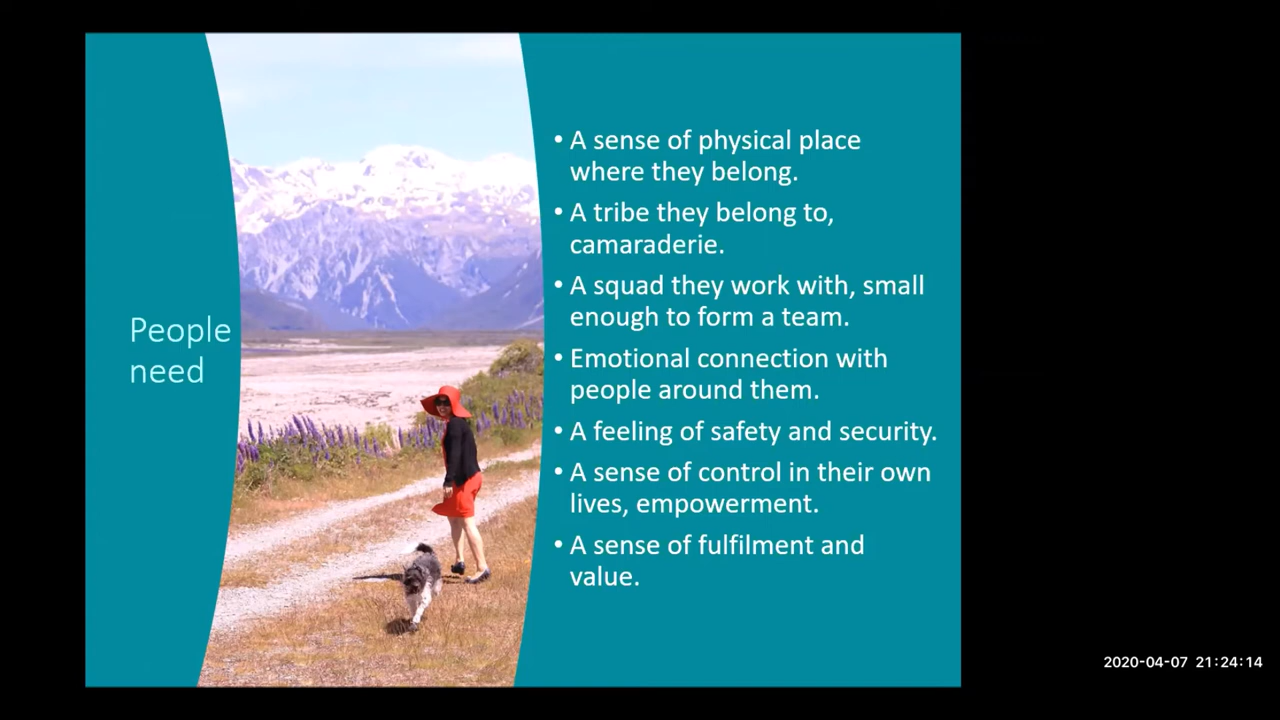 People
need
• A sense of physical place
where they belong.
• A tribe they belong to,
camaraderie.
• A squad they work with, small
enough to form a team.
• Emotional connection with
people around them.
• A feeling of safety and security.
• A sense of control in their own
lives, empowerment.
• A sense of fulfilment and
value.
2020-04-07 21:24:14